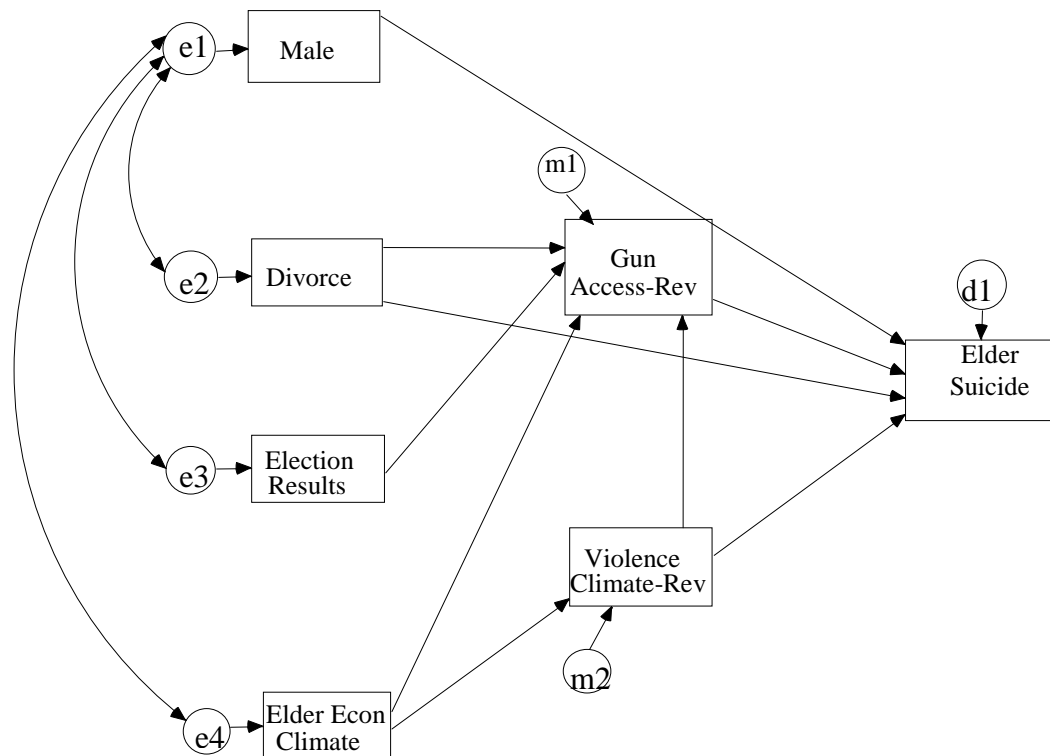 e1
Male
m1
e2
Divorce
Gun
Access-Rev
d1
Elder
Suicide
e3
Election
Results
Violence
Climate-Rev
m2
e4
Elder Econ
Climate